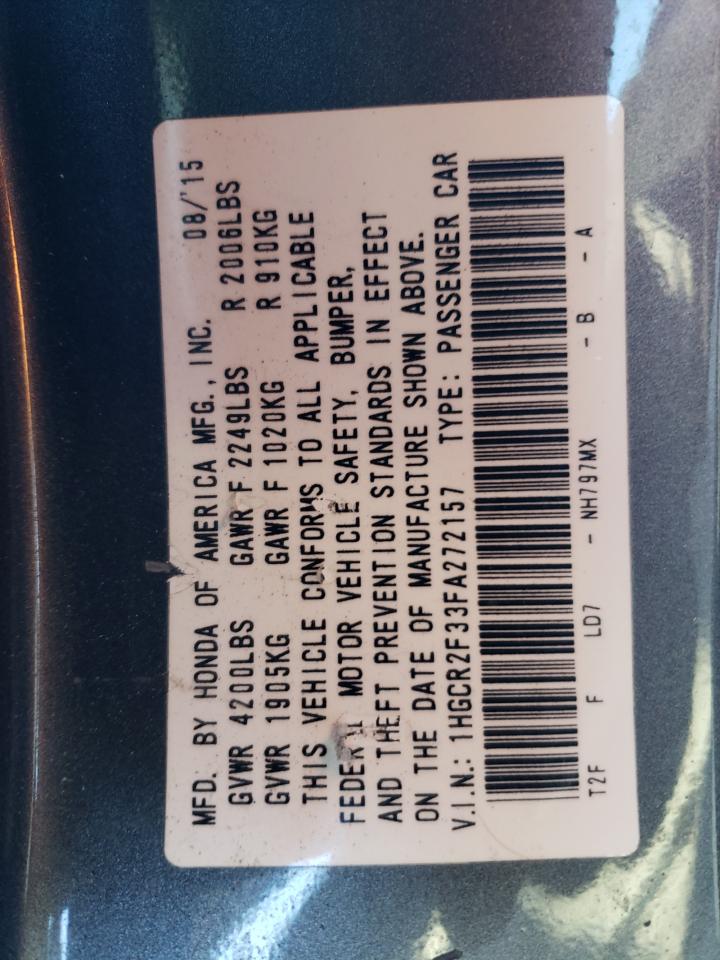 MFD. BY HONDA OF AMERICA MFG., INC. 08/'15
GVWR 4200LBS GAWR F 2249LBS R 2006LBS
GVWR 1905KG GAWR F 1020KG R 910KG
THIS VEHICLE CONFORMS TO ALL APPLICABLE
FEDERAL MOTOR VEHICLE SAFETY, BUMPER,
AND THEFT PREVENTION STANDARDS IN EFFECT
ON THE DATE OF MANUFACTURE SHOWN ABOVE.
V.I.N.: 1HGCR2F33FA272157 TYPE: PASSENGER CAR
T2F F LD7 - NH797MX - B - A